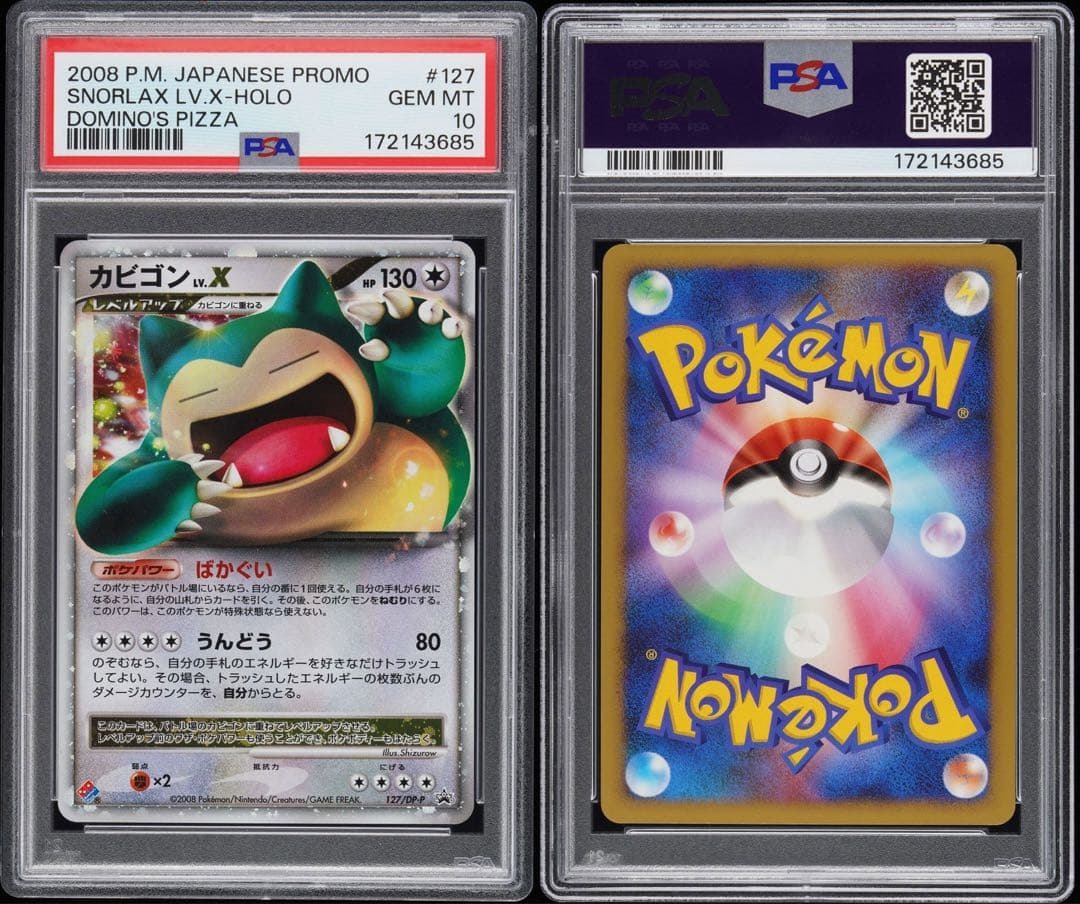 2008 P.M. JAPANESE PROMO #127
SNORLAX LV.X-HOLO GEM MT
DOMINO'S PIZZA 10
PSA 172143685
カビゴン LV.X HP 130
レベルアップ カビゴンに重ねる
ポケパワー ばかぐい
このポケモンがバトル場にいるなら、自分の番に1回使える。自分の手札が6枚に
なるように、自分の山札からカードを引く。その後、このポケモンをねむりにする。
このパワーは、このポケモンが特殊状態なら使えない。
うんどう 80
のぞむなら、自分の手札のエネルギーを好きなだけトラッシュ
してよい。その場合、トラッシュしたエネルギーの枚数ぶんの
ダメージカウンターを、自分からとる。
このカードは、バトル場のカビゴンに重ねてレベルアップさせる。
レベルアップ前のワザ・ポケパワーも使うことができ、ポケボディーもはたらく。
Illus. Shizurow
弱点 抵抗力 にげる
×2
©2008 Pokémon/Nintendo/Creatures/GAME FREAK. 127/DP-P
PSA
PSA PSA PSA
PSA
PSA PSA PSA
PSA
172143685
POKéMON ®
POKéMON ®
PSA